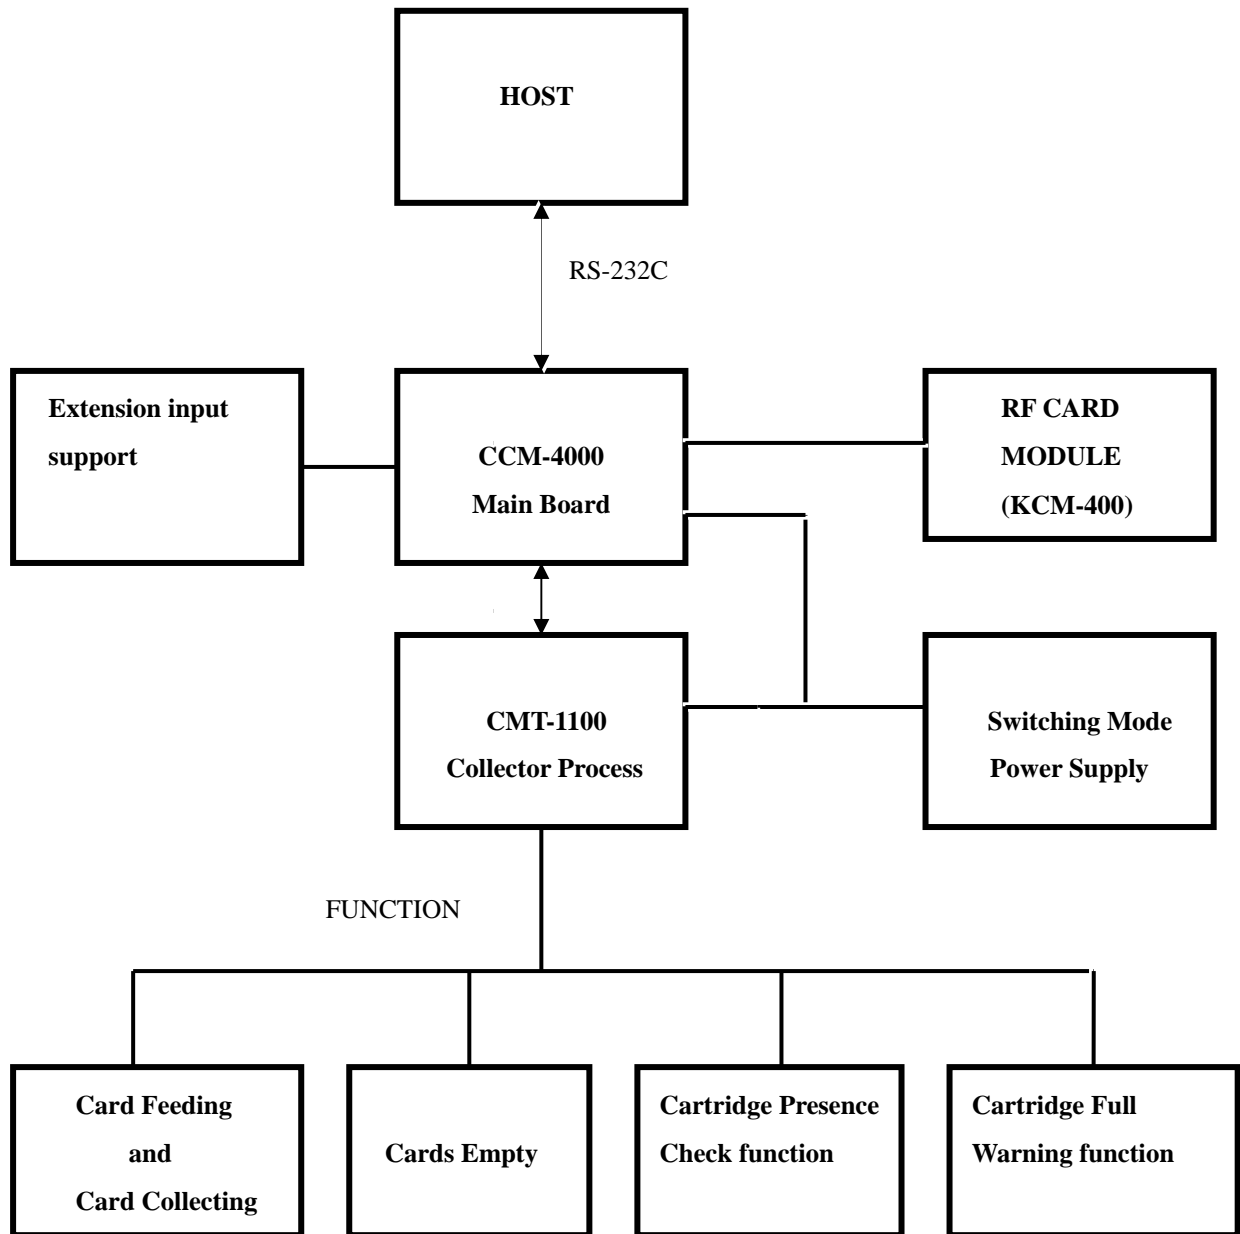 HOST
RS-232C
Extension input
support
CCM-4000
Main Board
RF CARD
MODULE
(KCM-400)
CMT-1100
Collector Process
Switching Mode
Power Supply
FUNCTION
Card Feeding
and
Card Collecting
Cards Empty
Cartridge Presence
Check function
Cartridge Full
Warning function